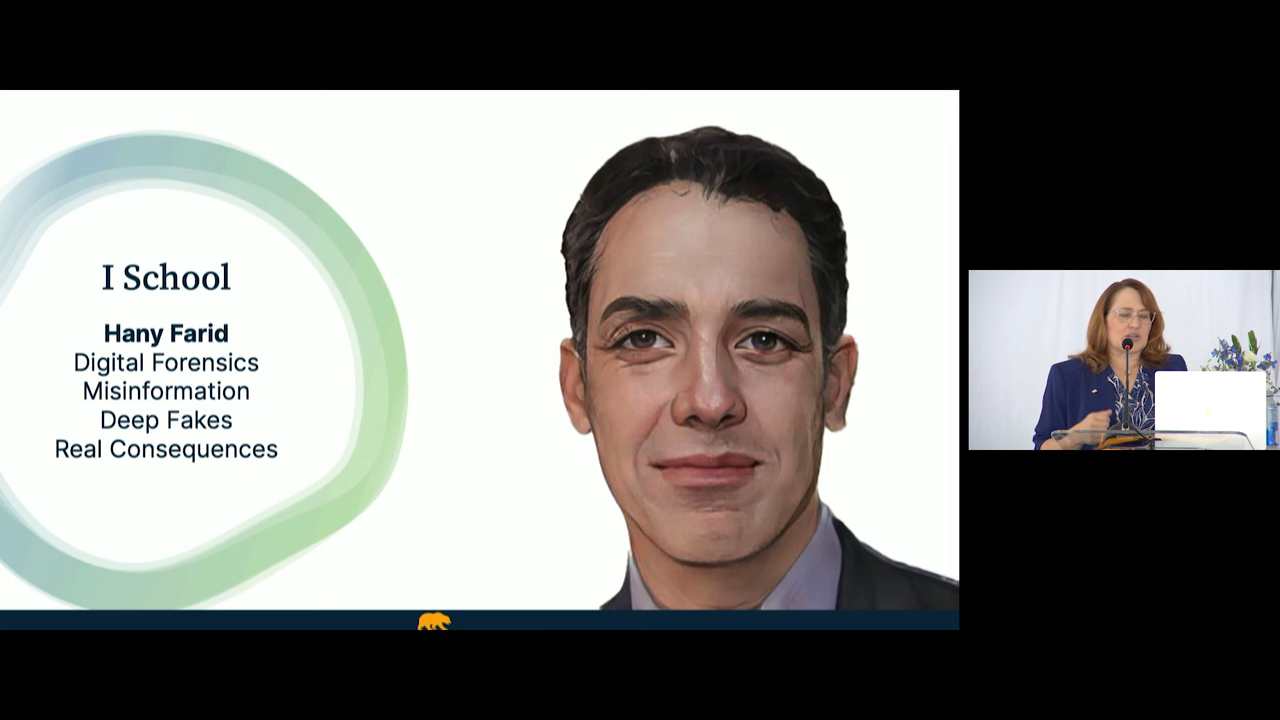 I School
Hany Farid
Digital Forensics
Misinformation
Deep Fakes
Real Consequences